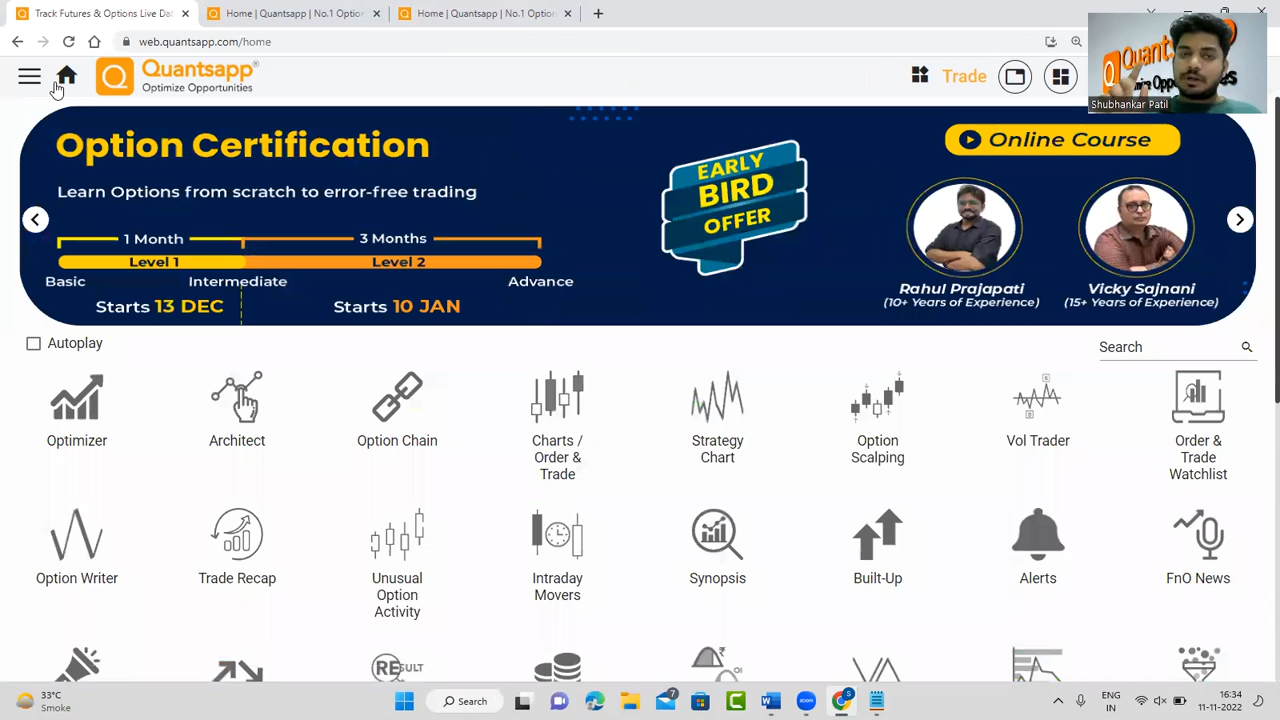 Track Futures & Options Live Dat
Home | Quantsapp | No.1 Option
Home | Quantsapp | No.1 Option
web.quantsapp.com/home
Quantsapp
Optimize Opportunities
Trade
Shubhankar Patil
Option Certification
Learn Options from scratch to error-free trading
1 Month
3 Months
Level 1
Level 2
Basic
Intermediate
Advance
Starts 13 DEC
Starts 10 JAN
EARLY
BIRD
OFFER
Online Course
Rahul Prajapati
(10+ Years of Experience)
Vicky Sajnani
(15+ Years of Experience)
Autoplay
Search
Optimizer
Architect
Option Chain
Charts /
Order &
Trade
Strategy
Chart
Option
Scalping
Vol Trader
Order &
Trade
Watchlist
Option Writer
Trade Recap
Unusual
Option
Activity
Intraday
Movers
Synopsis
Built-Up
Alerts
FnO News
RESULT
33°C
Smoke
Search
7
ENG
IN
16:34
11-11-2022